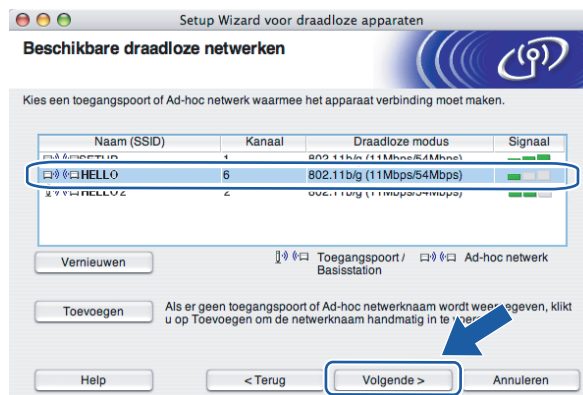 Setup Wizard voor draadloze apparaten
Beschikbare draadloze netwerken
Kies een toegangspoort of Ad-hoc netwerk waarmee het apparaat verbinding moet maken.
Naam (SSID) Kanaal Draadloze modus Signaal
SETUP 1 802.11b/g (11Mbps/54Mbps)
HELLO 6 802.11b/g (11Mbps/54Mbps)
HELLO2 2 802.11b/g (11Mbps/54Mbps)
Vernieuwen
Toegangspoort / Basisstation
Ad-hoc netwerk
Toevoegen
Als er geen toegangspoort of Ad-hoc netwerknaam wordt weergegeven, klikt
u op Toevoegen om de netwerknaam handmatig in te
Help
< Terug
Volgende >
Annuleren